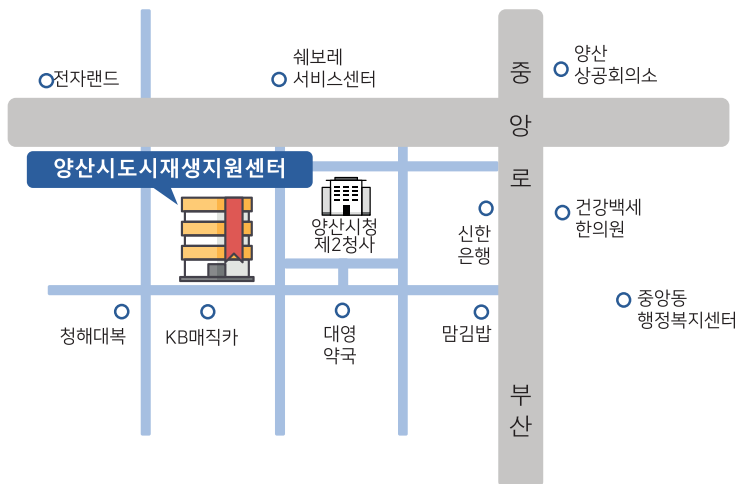 전자랜드
쉐보레
서비스센터
중앙로
양산
상공회의소
양산시도시재생지원센터
양산시청
제2청사
신한
은행
건강백세
한의원
중앙동
행정복지센터
청해대복
KB매직카
대영
약국
맘김밥
부산